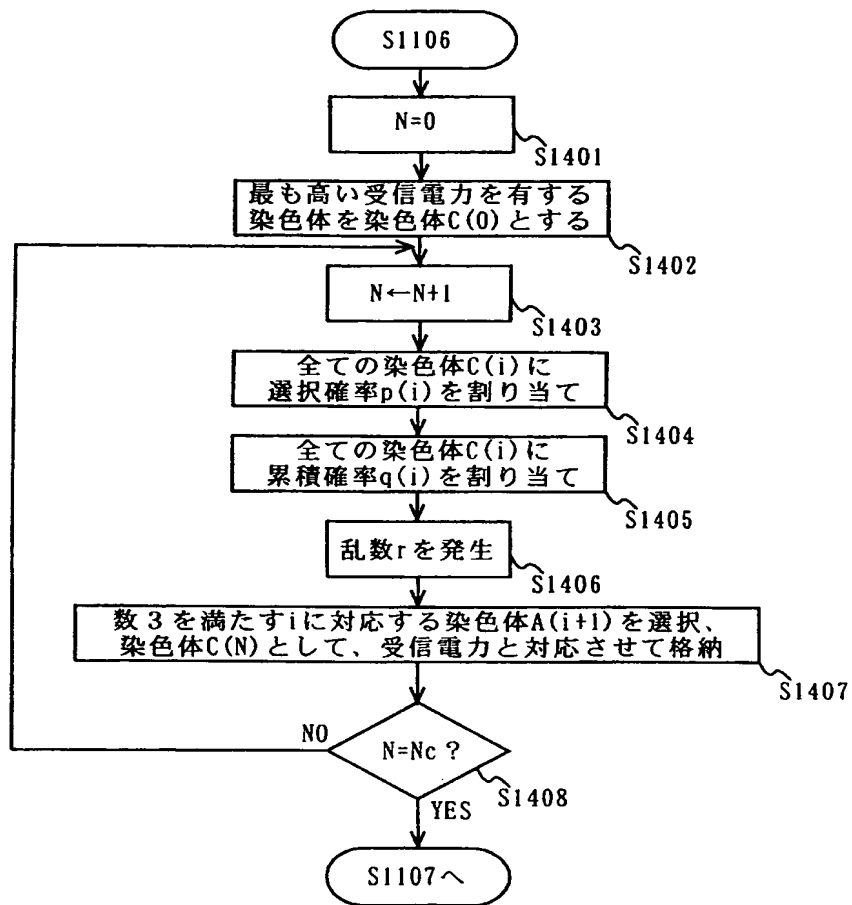 S1106
N=0
S1401
最も高い受信電力を有する
染色体を染色体C(0)とする
S1402
N←N+1
S1403
全ての染色体C(i)に
選択確率p(i)を割り当て
S1404
全ての染色体C(i)に
累積確率q(i)を割り当て
S1405
乱数rを発生
S1406
数３を満たすiに対応する染色体A(i+1)を選択、
染色体C(N)として、受信電力と対応させて格納
S1407
NO
N=Nc？
S1408
YES
S1107へ